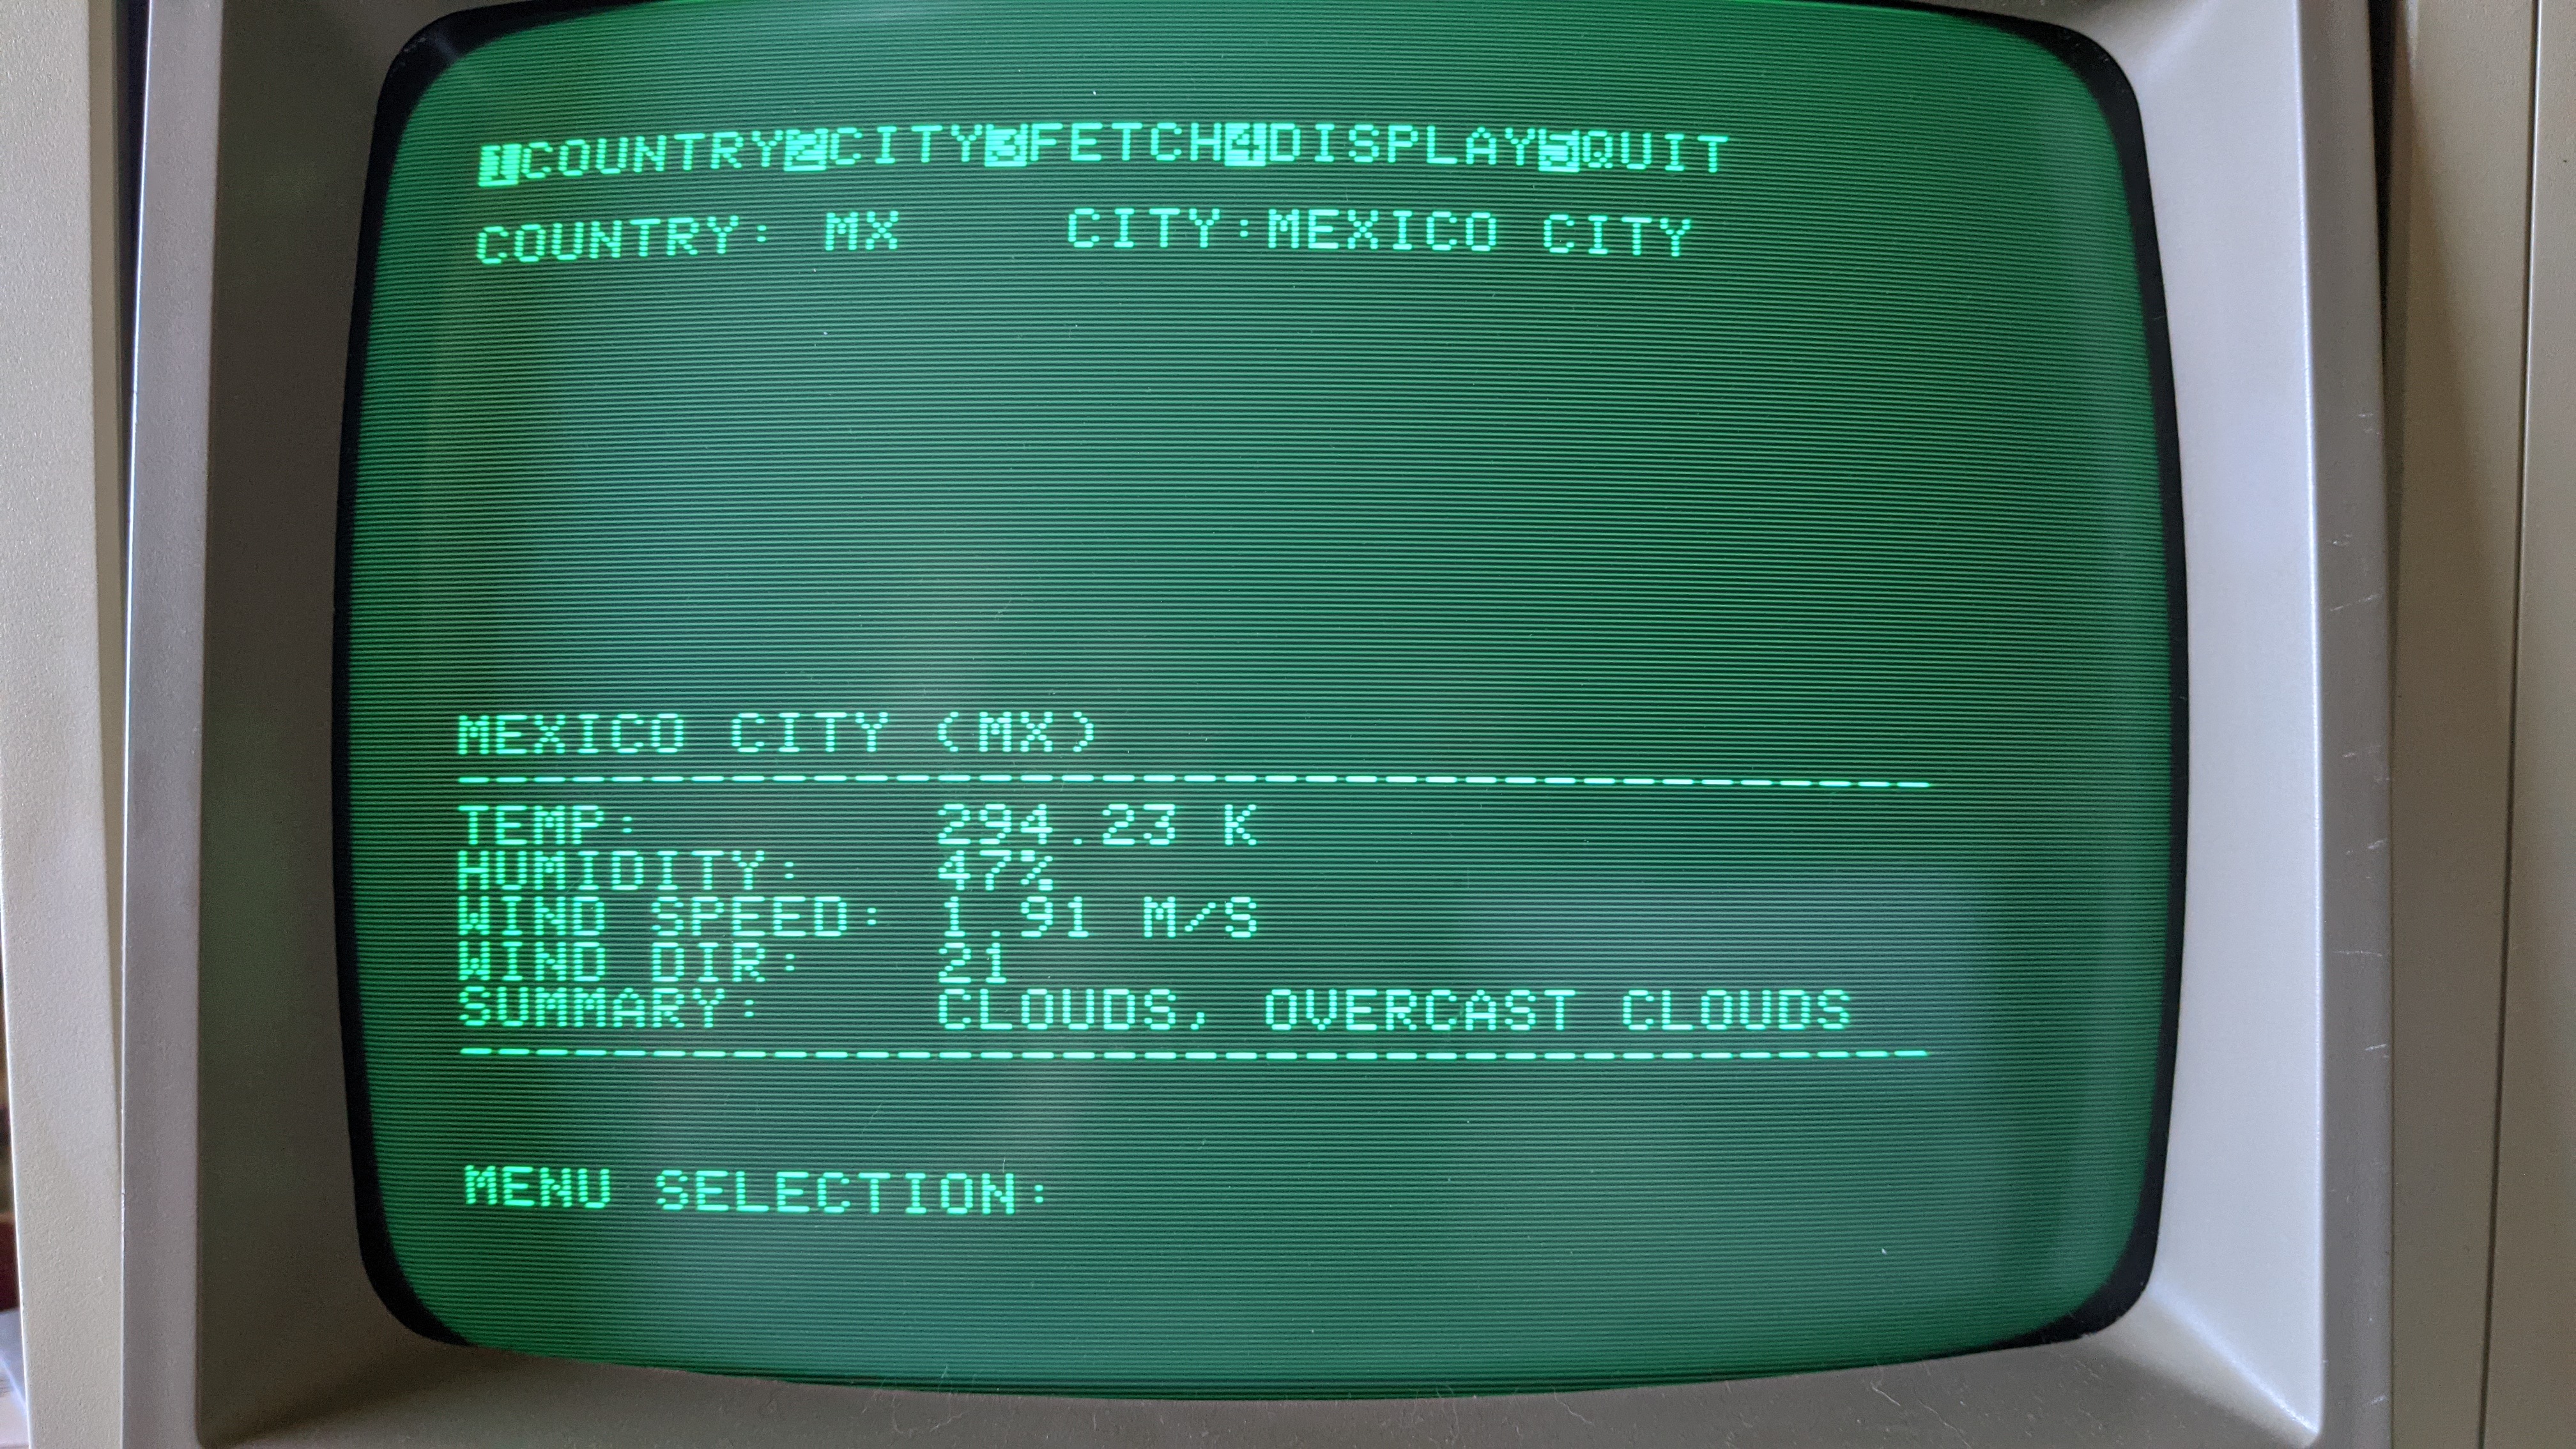 1COUNTRY2CITY3FETCH4DISPLAY5QUIT
COUNTRY: MX CITY:MEXICO CITY
MEXICO CITY (MX)
-------------------------------------
TEMP: 294.23 K
HUMIDITY: 47%
WIND SPEED: 1.91 M/S
WIND DIR: 21
SUMMARY: CLOUDS, OVERCAST CLOUDS
-------------------------------------
MENU SELECTION: